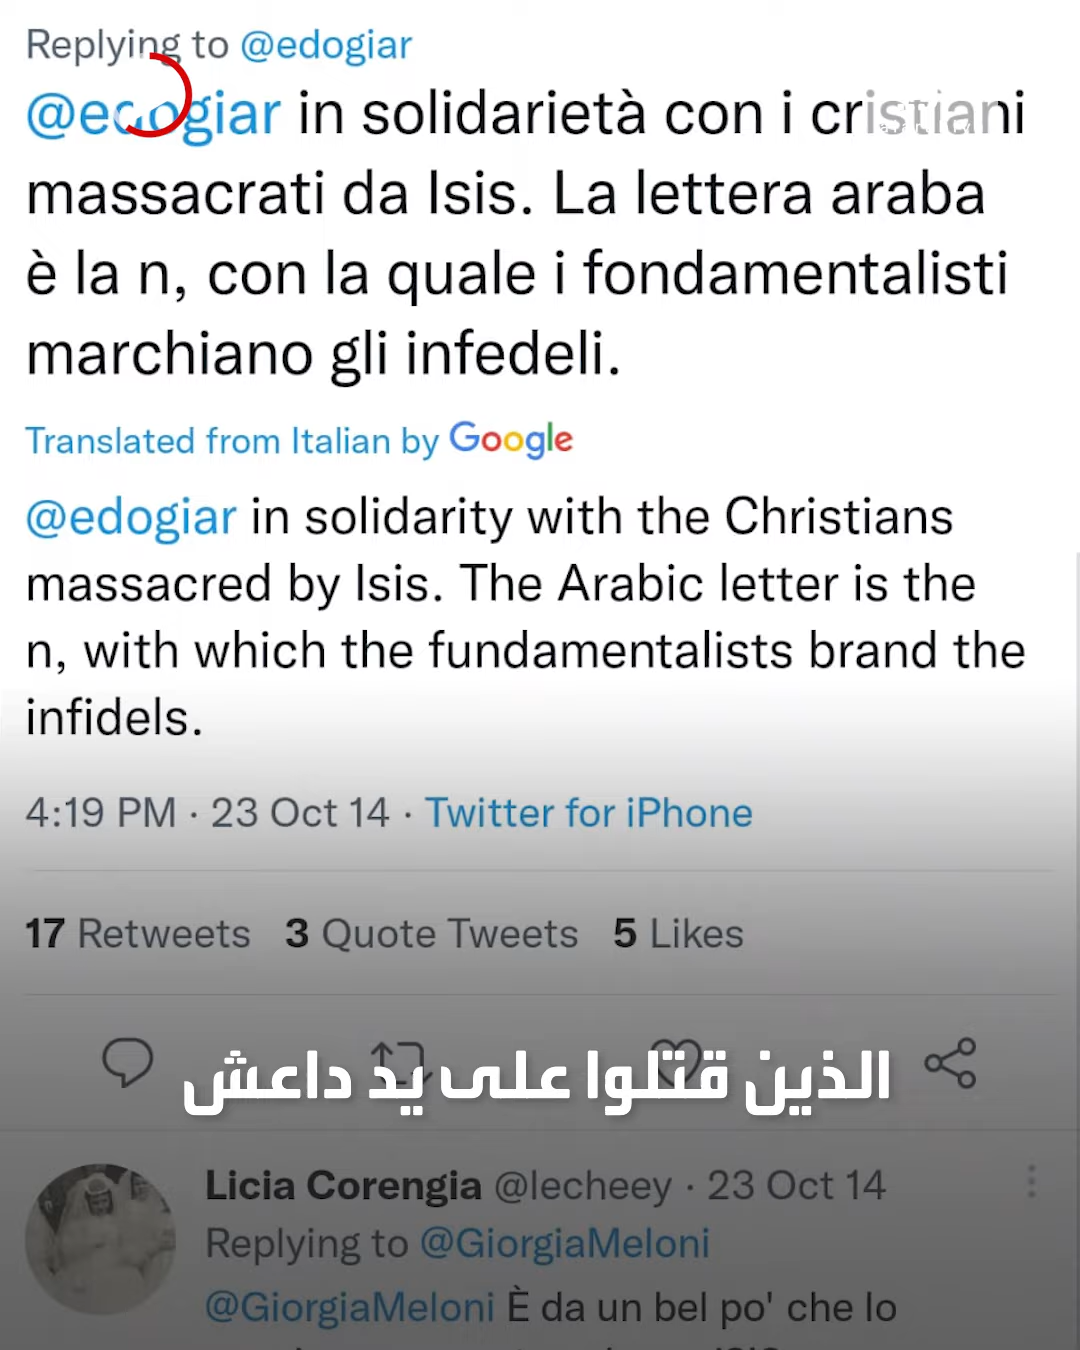 Replying to @edogiar
@edogiar in solidarietà con i cristiani
massacrati da Isis. La lettera araba
è la n, con la quale i fondamentalisti
marchiano gli infedeli.
Translated from Italian by Google
@edogiar in solidarity with the Christians
massacred by Isis. The Arabic letter is the
n, with which the fundamentalists brand the
infidels.
4:19 PM · 23 Oct 14 · Twitter for iPhone
17 Retweets 3 Quote Tweets 5 Likes
الذين قتلوا على يد داعش
Licia Corengia @lecheey · 23 Oct 14
Replying to @GiorgiaMeloni
@GiorgiaMeloni È da un bel po' che lo